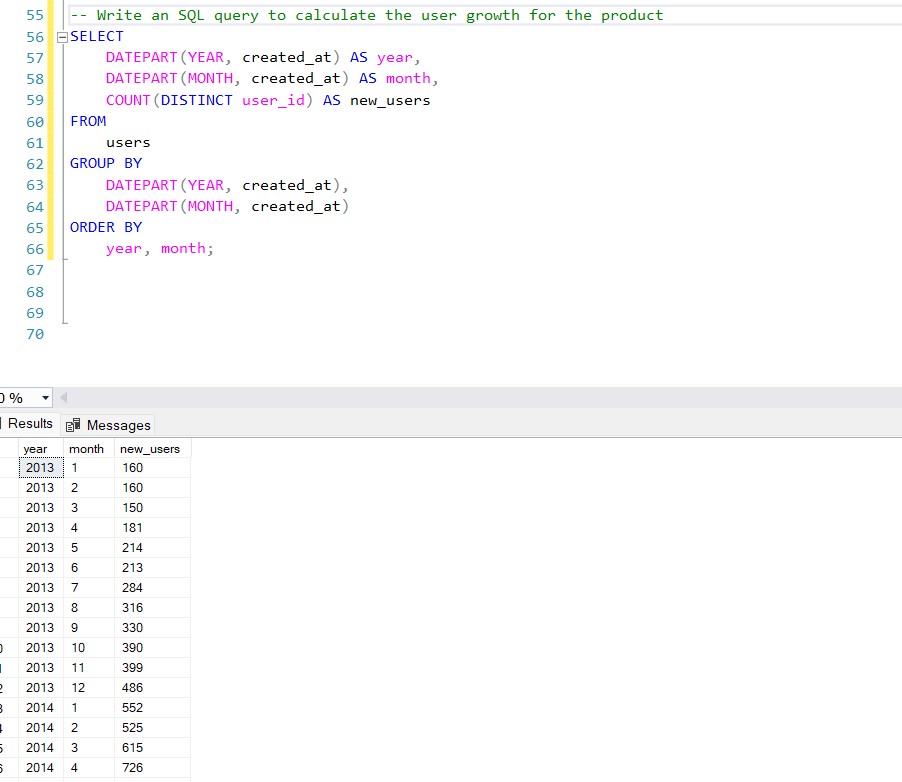 55 -- Write an SQL query to calculate the user growth for the product
56 SELECT
57 DATEPART(YEAR, created_at) AS year,
58 DATEPART(MONTH, created_at) AS month,
59 COUNT(DISTINCT user_id) AS new_users
60 FROM
61 users
62 GROUP BY
63 DATEPART(YEAR, created_at),
64 DATEPART(MONTH, created_at)
65 ORDER BY
66 year, month;
67
68
69
70
0 %
Results Messages
year month new_users
2013 1 160
2013 2 160
2013 3 150
2013 4 181
2013 5 214
2013 6 213
2013 7 284
2013 8 316
2013 9 330
0 2013 10 390
1 2013 11 399
2 2013 12 486
3 2014 1 552
4 2014 2 525
5 2014 3 615
6 2014 4 726